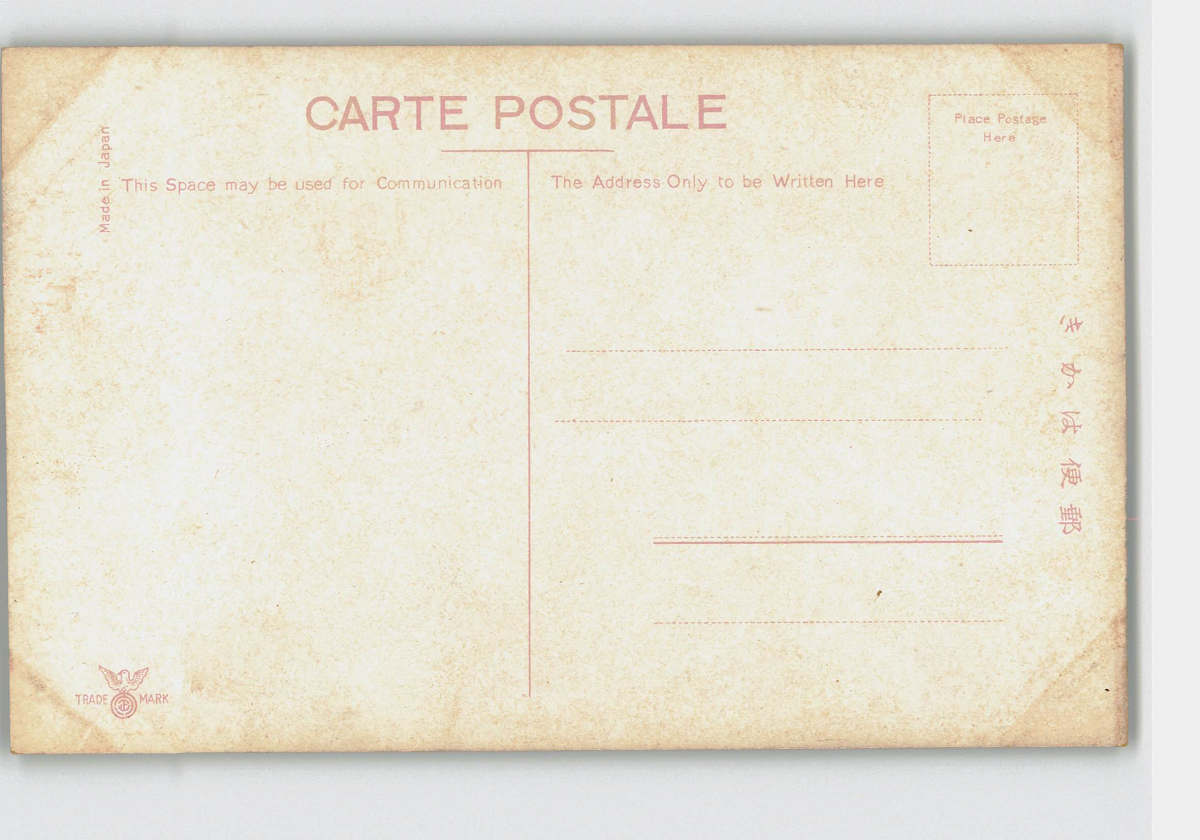 CARTE POSTALE
Made in Japan
This Space may be used for Communication
The Address Only to be Written Here
Place Postage
Here
郵便はかき
TRADE MARK